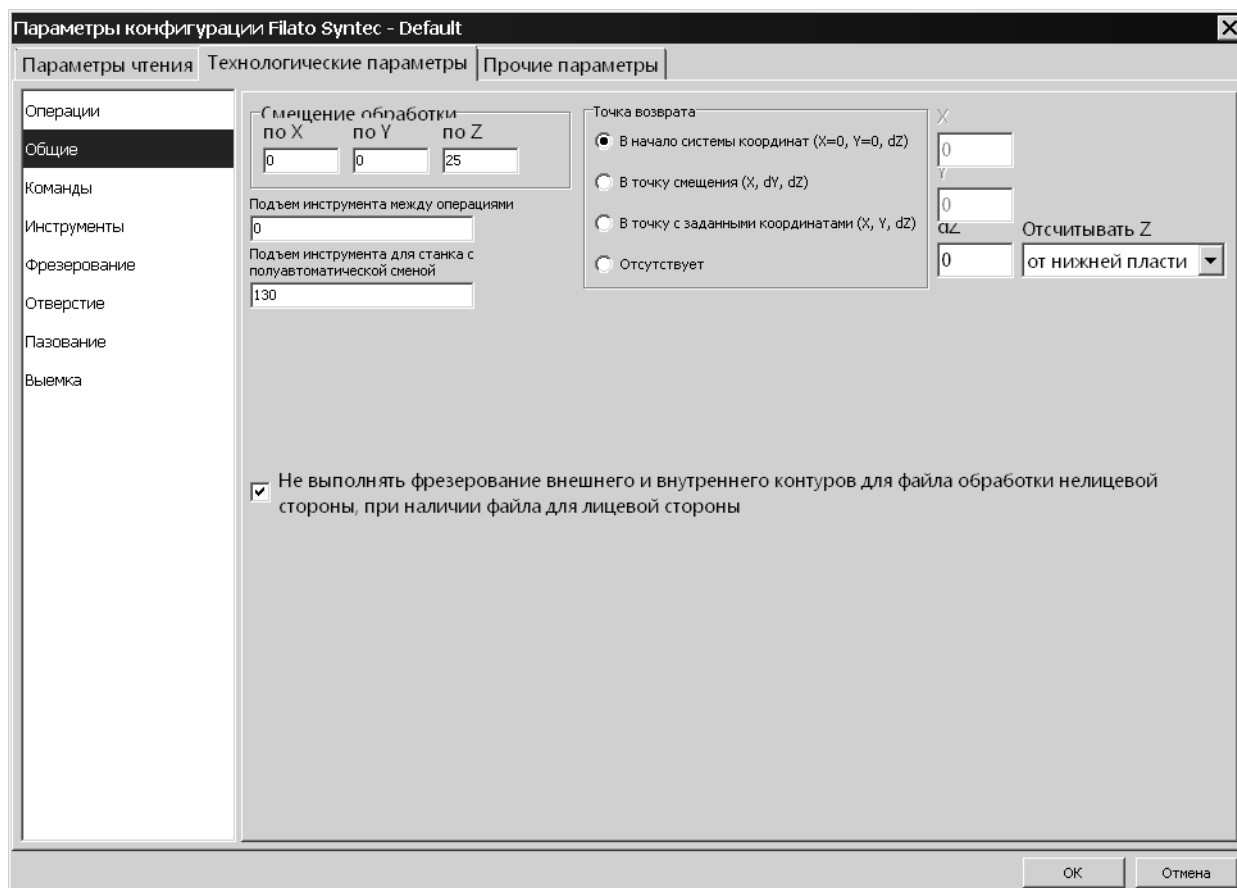 Параметры конфигурации Filato Syntec - Default
Параметры чтения Технологические параметры Прочие параметры
Операции
Общие
Команды
Инструменты
Фрезерование
Отверстие
Пазование
Выемка
Смещение обработки
по X по Y по Z
0 0 25
Подъем инструмента между операциями
0
Подъем инструмента для станка с
полуавтоматической сменой
130
Точка возврата
В начало системы координат (X=0, Y=0, dZ)
В точку смещения (X, dY, dZ)
В точку с заданными координатами (X, Y, dZ)
Отсутствует
X
0
Y
0
dZ Отсчитывать Z
0 от нижней пласти
Не выполнять фрезерование внешнего и внутреннего контуров для файла обработки нелицевой
стороны, при наличии файла для лицевой стороны
ОК Отмена